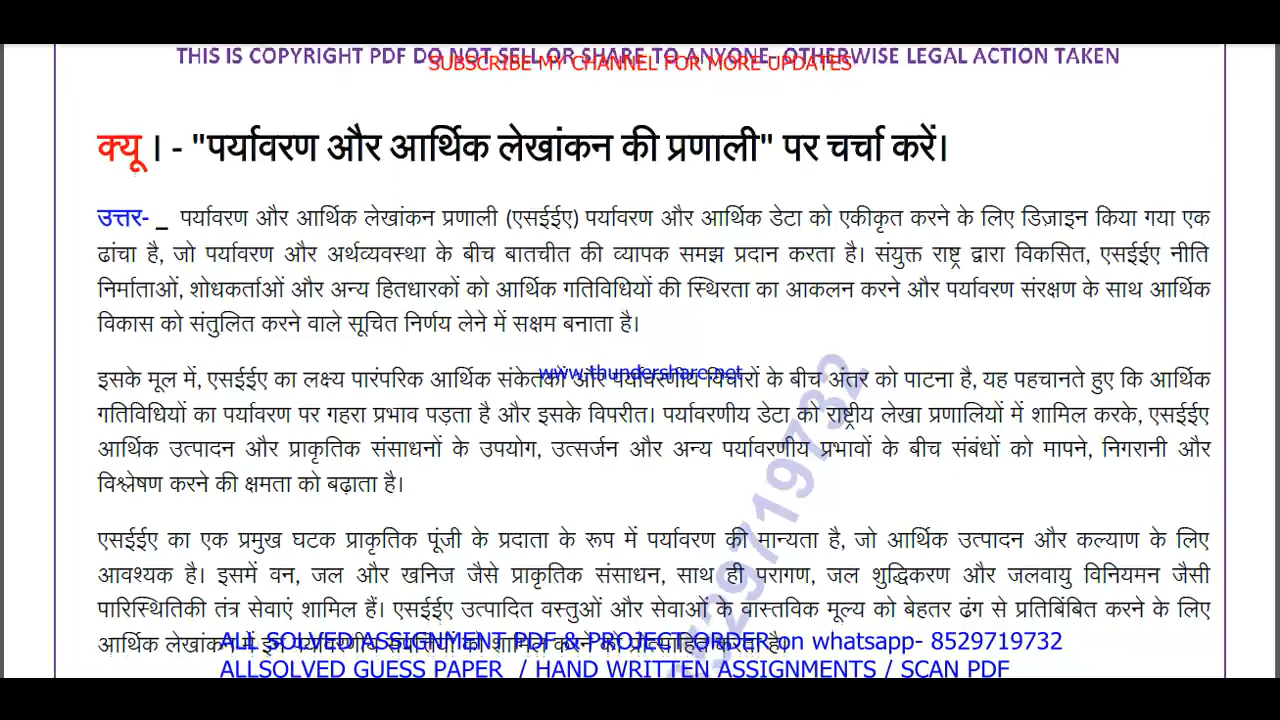 THIS IS COPYRIGHT PDF DO NOT SELL OR SHARE TO ANYONE- OTHERWISE LEGAL ACTION TAKEN
SUBSCRIBE MY CHANNEL FOR MORE UPDATES
क्यू । - "पर्यावरण और आर्थिक लेखांकन की प्रणाली" पर चर्चा करें।
उत्तर- _ पर्यावरण और आर्थिक लेखांकन प्रणाली (एसईईए) पर्यावरण और आर्थिक डेटा को एकीकृत करने के लिए डिज़ाइन किया गया एक
ढांचा है, जो पर्यावरण और अर्थव्यवस्था के बीच बातचीत की व्यापक समझ प्रदान करता है। संयुक्त राष्ट्र द्वारा विकसित, एसईईए नीति
निर्माताओं, शोधकर्ताओं और अन्य हितधारकों को आर्थिक गतिविधियों की स्थिरता का आकलन करने और पर्यावरण संरक्षण के साथ आर्थिक
विकास को संतुलित करने वाले सूचित निर्णय लेने में सक्षम बनाता है।
www.thundershare.net
इसके मूल में, एसईईए का लक्ष्य पारंपरिक आर्थिक संकेतकों और पर्यावरणीय विचारों के बीच अंतर को पाटना है, यह पहचानते हुए कि आर्थिक
गतिविधियों का पर्यावरण पर गहरा प्रभाव पड़ता है और इसके विपरीत। पर्यावरणीय डेटा को राष्ट्रीय लेखा प्रणालियों में शामिल करके, एसईईए
आर्थिक उत्पादन और प्राकृतिक संसाधनों के उपयोग, उत्सर्जन और अन्य पर्यावरणीय प्रभावों के बीच संबंधों को मापने, निगरानी और
विश्लेषण करने की क्षमता को बढ़ाता है।
एसईईए का एक प्रमुख घटक प्राकृतिक पूंजी के प्रदाता के रूप में पर्यावरण की मान्यता है, जो आर्थिक उत्पादन और कल्याण के लिए
आवश्यक है। इसमें वन, जल और खनिज जैसे प्राकृतिक संसाधन, साथ ही परागण, जल शुद्धिकरण और जलवायु विनियमन जैसी
पारिस्थितिकी तंत्र सेवाएं शामिल हैं। एसईईए उत्पादित वस्तुओं और सेवाओं के वास्तविक मूल्य को बेहतर ढंग से प्रतिबिंबित करने के लिए
आर्थिक लेखांकन में इन पर्यावरणीय संपत्तियों को शामिल करने को प्रोत्साहित करता है।
ALL SOLVED ASSIGNMENT PDF & PROJECT ORDER on whatsapp- 8529719732
ALLSOLVED GUESS PAPER / HAND WRITTEN ASSIGNMENTS / SCAN PDF